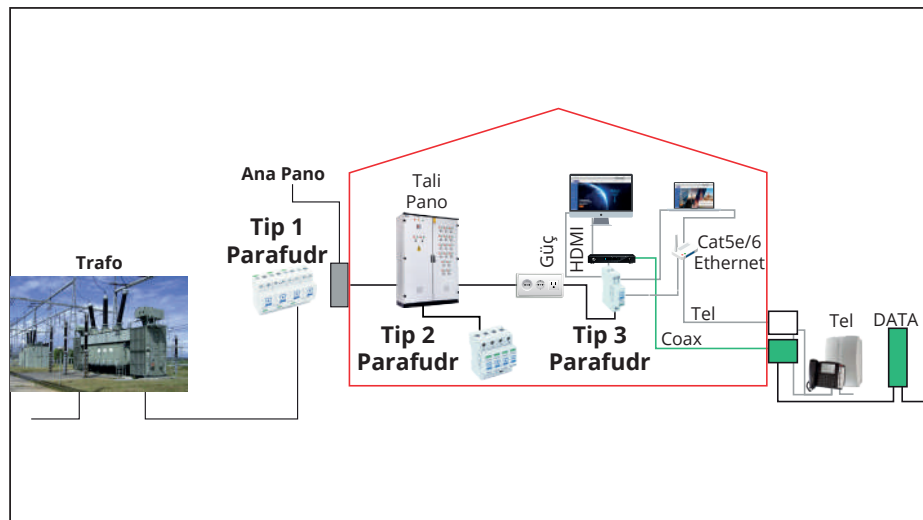 Ana Pano
Tip 1
Parafudr
Trafo
Tali
Pano
Tip 2
Parafudr
Güç
HDMI
Tip 3
Parafudr
Cat5e/6
Ethernet
Tel
Coax
Tel
DATA